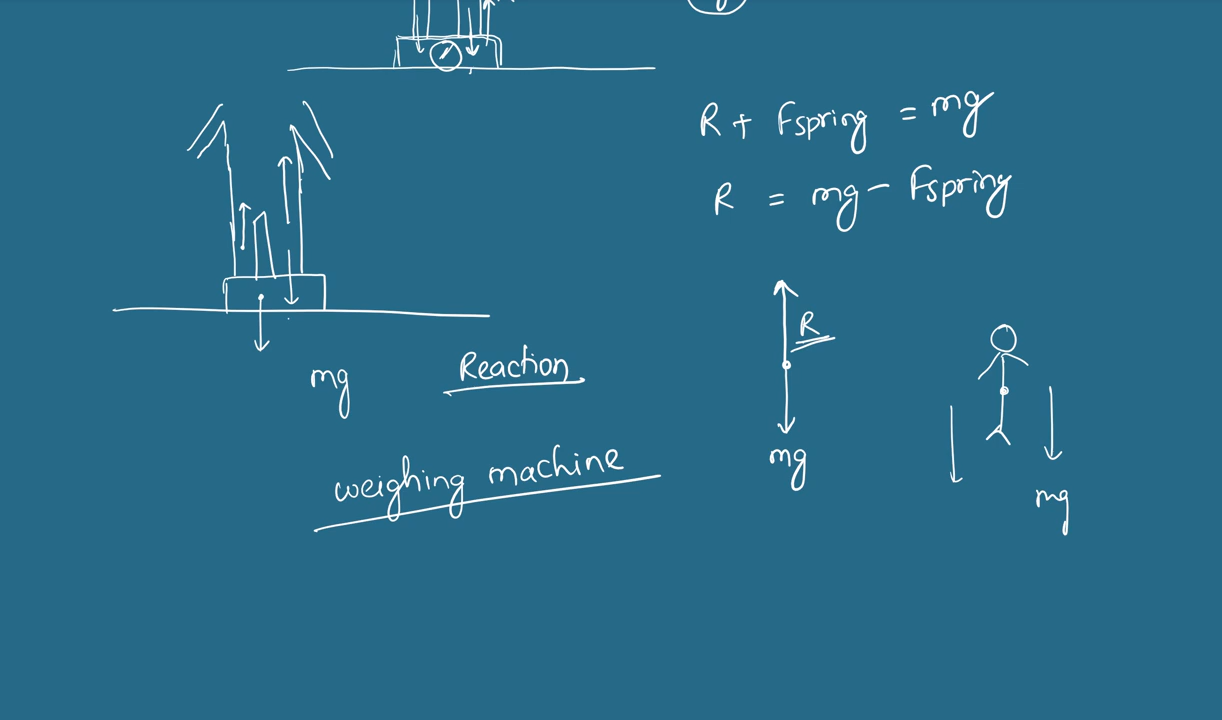 R + Fspring = mg
R = mg - Fspring
R
Reaction
mg
mg
weighing machine
mg